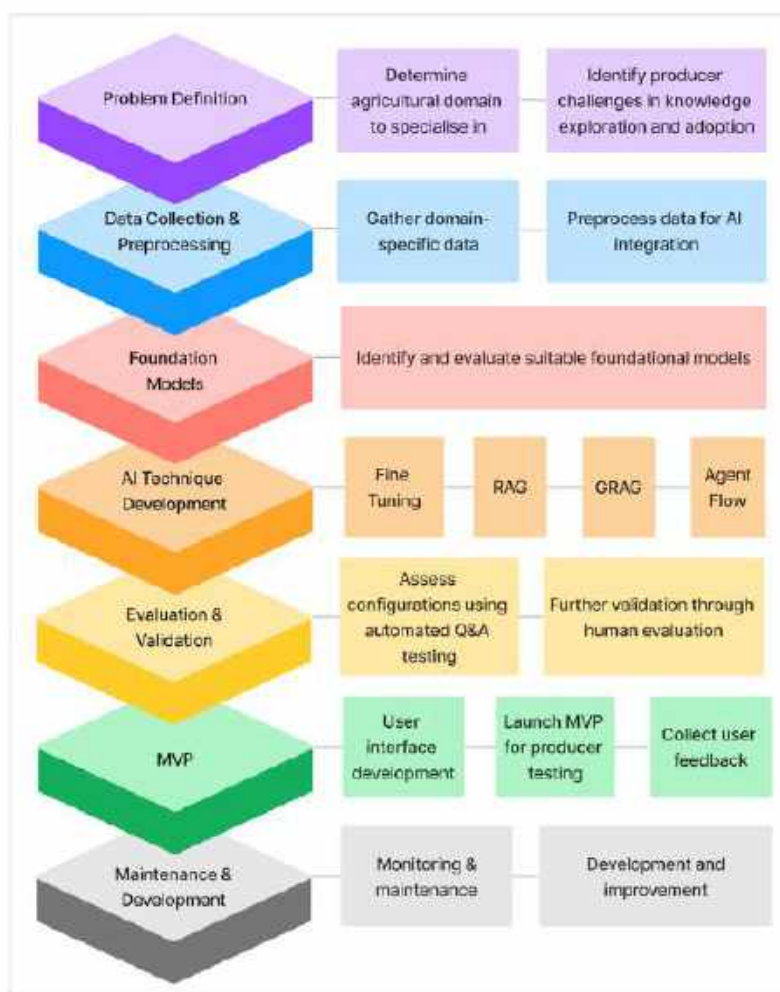 Problem Definition
Determine
agricultural domain
to specialise in
Identify producer
challenges in knowledge
exploration and adoption
Data Collection &
Preprocessing
Gather domain-
specific data
Preprocess data for AI
integration
Foundation
Models
Identify and evaluate suitable foundational models
AI Technique
Development
Fine
Tuning
RAG
GRAG
Agent
Flow
Evaluation &
Validation
Assess
configurations using
automated Q&A
testing
Further validation through
human evaluation
MVP
User
interface
development
Launch MVP
for producer
testing
Collect user
feedback
Maintenance &
Development
Monitoring &
maintenance
Development and
improvement